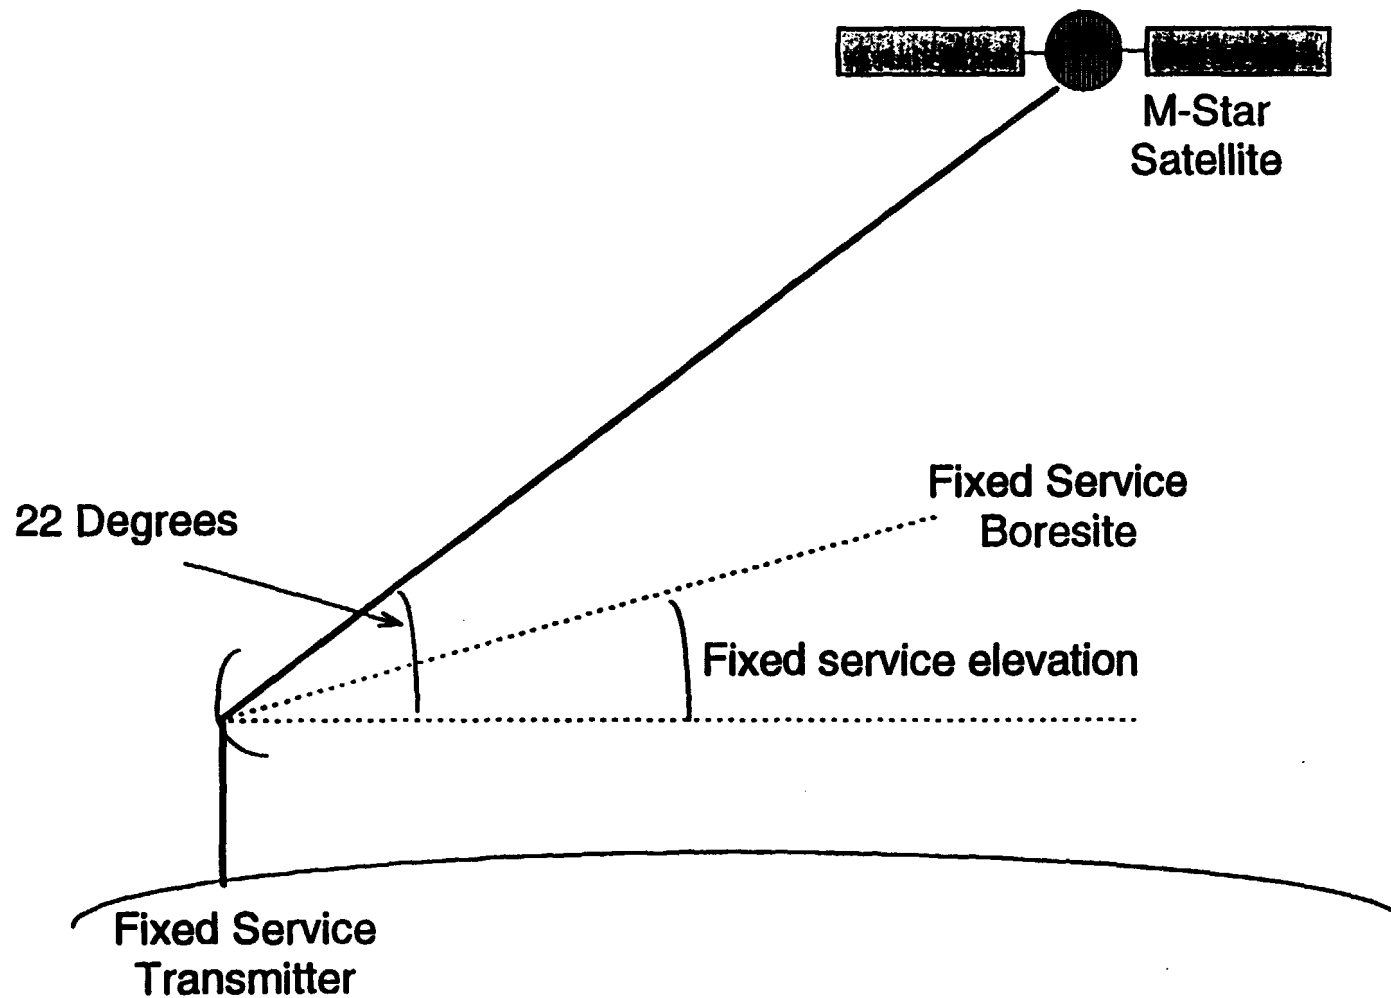 M-Star
Satellite
Fixed Service
Boresite
22 Degrees
Fixed service elevation
Fixed Service
Transmitter